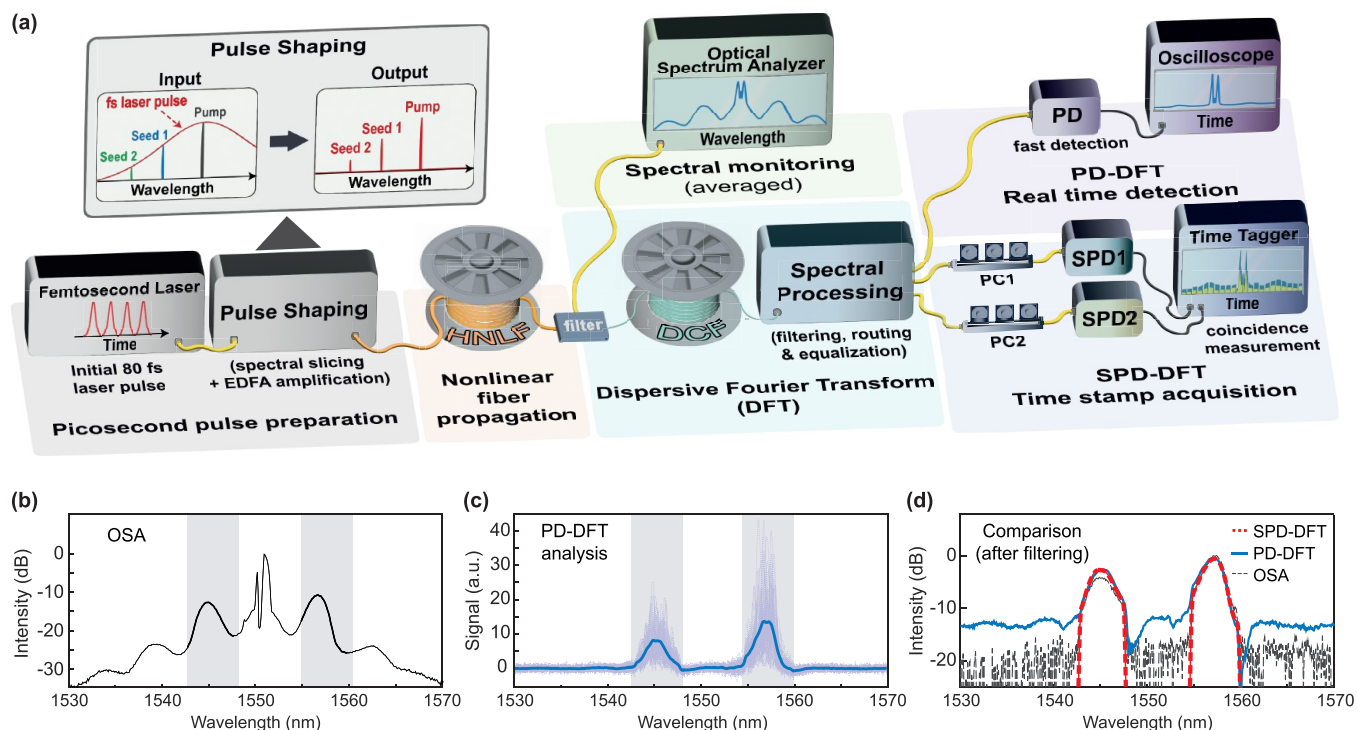 (a)
Pulse Shaping
Input
Output
fs laser pulse
Pump
Seed 1
Seed 2
Wavelength
Pump
Seed 1
Seed 2
Wavelength
Optical
Spectrum Analyzer
Wavelength
Spectral monitoring
(averaged)
PD
fast detection
Oscilloscope
Time
PD-DFT
Real time detection
Femtosecond Laser
Time
Initial 80 fs
laser pulse
Pulse Shaping
(spectral slicing
+ EDFA amplification)
Picosecond pulse preparation
HNLF
Nonlinear
fiber
propagation
filter
DCF
Spectral
Processing
(filtering, routing
& equalization)
Dispersive Fourier Transform
(DFT)
PC1
PC2
SPD1
SPD2
Time Tagger
Time
coincidence
measurement
SPD-DFT
Time stamp acquisition
(b)
OSA
Intensity (dB)
0
-10
-20
-30
1530
1540
1550
1560
1570
Wavelength (nm)
(c)
PD-DFT
analysis
Signal (a.u.)
40
30
20
10
0
1530
1540
1550
1560
1570
Wavelength (nm)
(d)
Comparison
(after filtering)
SPD-DFT
PD-DFT
OSA
Intensity (dB)
0
-10
-20
1530
1540
1550
1560
1570
Wavelength (nm)